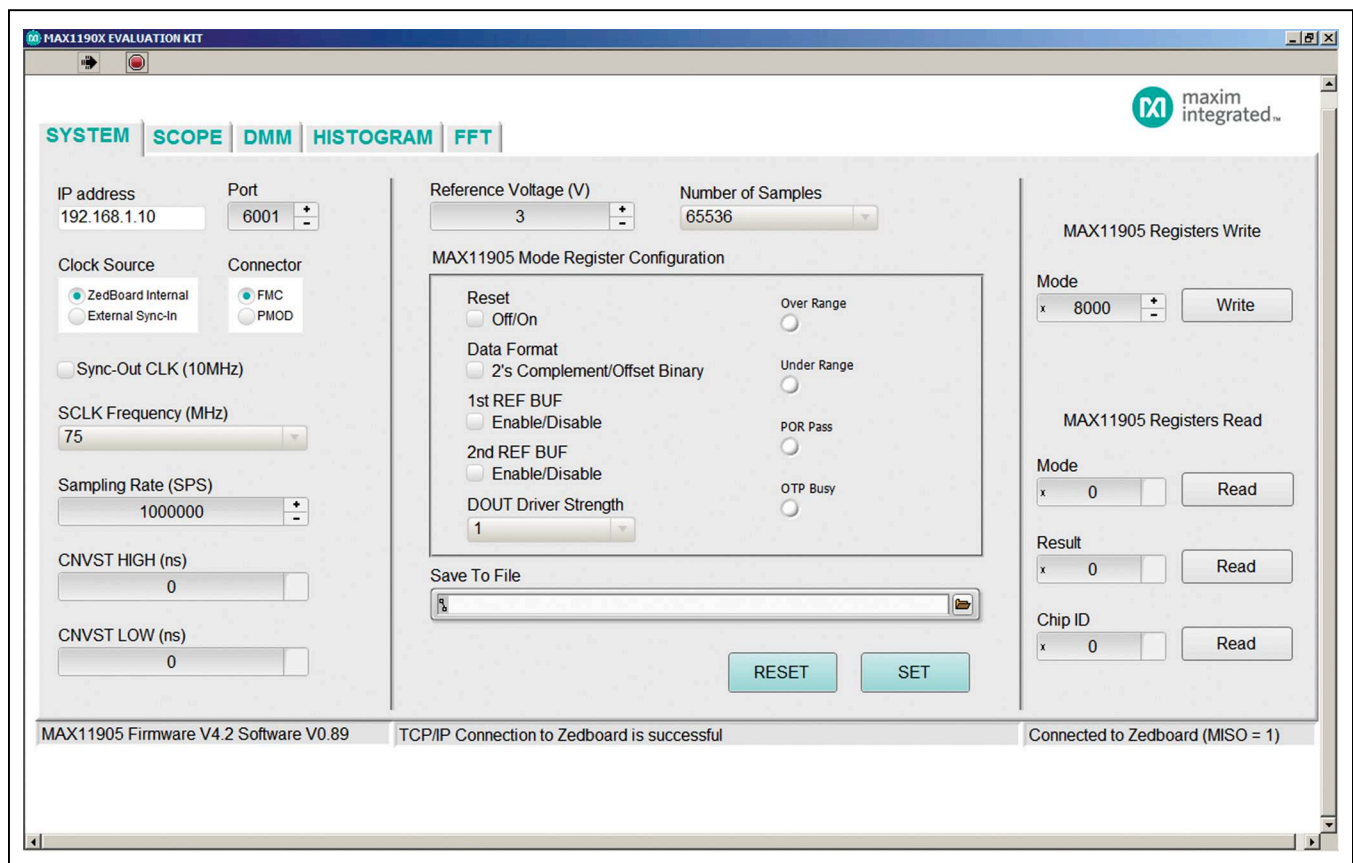 MAX1190X EVALUATION KIT
maxim
integrated™
SYSTEM SCOPE DMM HISTOGRAM FFT
IP address
192.168.1.10
Port
6001
Clock Source
ZedBoard Internal
External Sync-In
Connector
FMC
PMOD
Sync-Out CLK (10MHz)
SCLK Frequency (MHz)
75
Sampling Rate (SPS)
1000000
CNVST HIGH (ns)
0
CNVST LOW (ns)
0
Reference Voltage (V)
3
Number of Samples
65536
MAX11905 Mode Register Configuration
Reset
Off/On
Data Format
2's Complement/Offset Binary
1st REF BUF
Enable/Disable
2nd REF BUF
Enable/Disable
DOUT Driver Strength
1
Over Range
Under Range
POR Pass
OTP Busy
Save To File
RESET
SET
MAX11905 Registers Write
Mode
x 8000
Write
MAX11905 Registers Read
Mode
x 0
Read
Result
x 0
Read
Chip ID
x 0
Read
MAX11905 Firmware V4.2 Software V0.89
TCP/IP Connection to Zedboard is successful
Connected to Zedboard (MISO = 1)